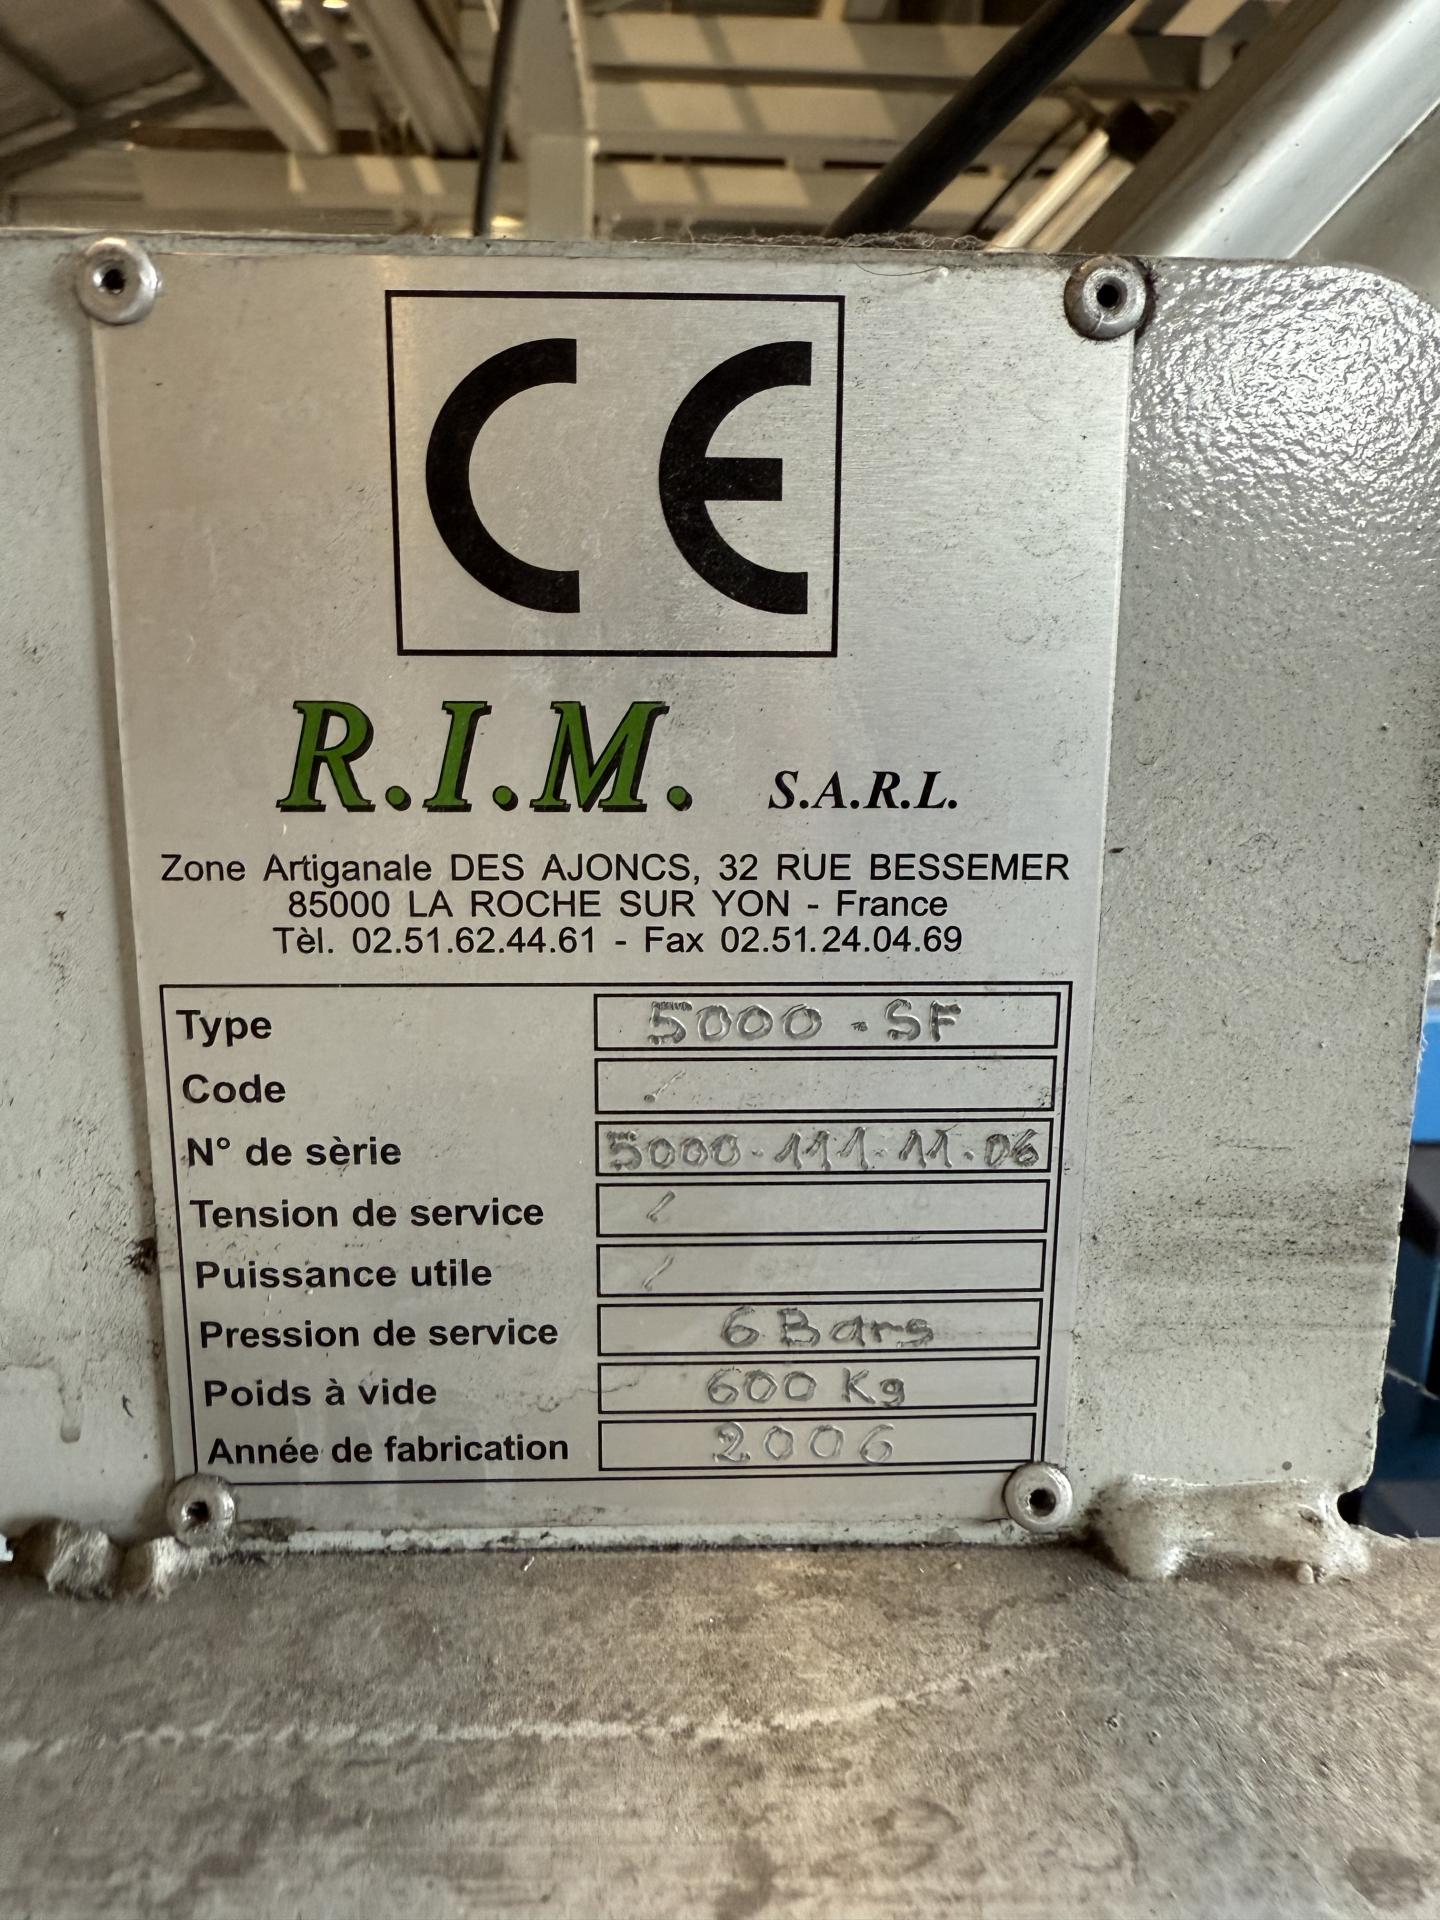 CE
R.I.M. S.A.R.L.
Zone Artiganale DES AJONCS, 32 RUE BESSEMER
85000 LA ROCHE SUR YON - France
Tèl. 02.51.62.44.61 - Fax 02.51.24.04.69
Type 5000-SF
Code /
N° de sèrie 5000-111.11.06
Tension de service /
Puissance utile /
Pression de service 6 Bars
Poids à vide 600 Kg
Année de fabrication 2006